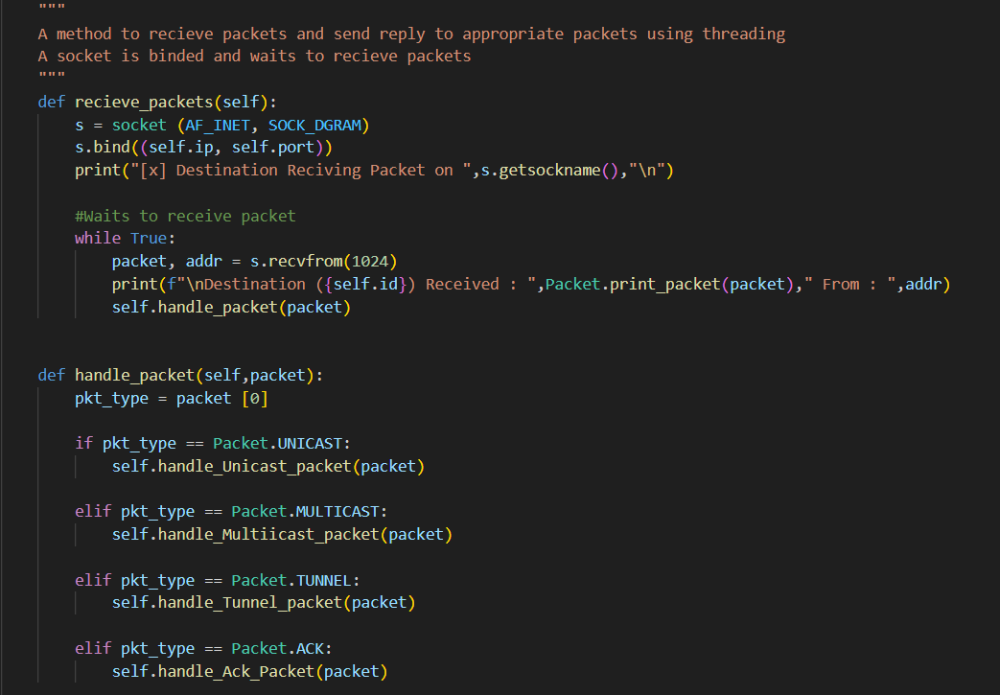 """
A method to recieve packets and send reply to appropriate packets using threading
A socket is binded and waits to recieve packets
"""
def recieve_packets(self):
    s = socket (AF_INET, SOCK_DGRAM)
    s.bind((self.ip, self.port))
    print("[x] Destination Reciving Packet on ",s.getsockname(),"\n")

    #Waits to receive packet
    while True:
        packet, addr = s.recvfrom(1024)
        print(f"\nDestination ({self.id}) Received : ",Packet.print_packet(packet)," From : ",addr)
        self.handle_packet(packet)


def handle_packet(self,packet):
    pkt_type = packet [0]

    if pkt_type == Packet.UNICAST:
        self.handle_Unicast_packet(packet)

    elif pkt_type == Packet.MULTICAST:
        self.handle_Multiicast_packet(packet)

    elif pkt_type == Packet.TUNNEL:
        self.handle_Tunnel_packet(packet)

    elif pkt_type == Packet.ACK:
        self.handle_Ack_Packet(packet)